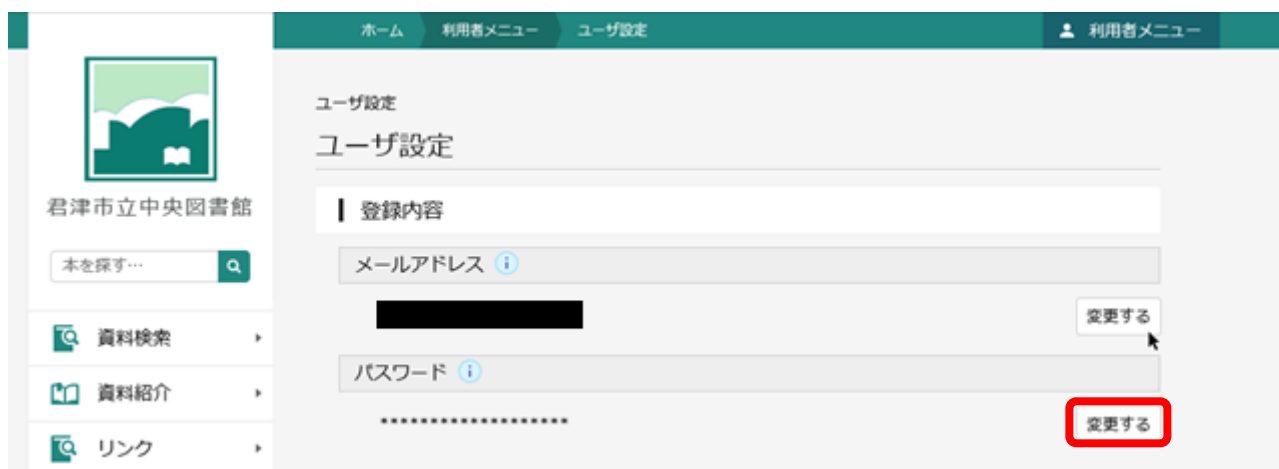 ホーム 利用者メニュー ユーザ設定 利用者メニュー
君津市立中央図書館
本を探す…
資料検索
資料紹介
リンク
ユーザ設定
ユーザ設定
登録内容
メールアドレス i
変更する
パスワード i
******************* 変更する